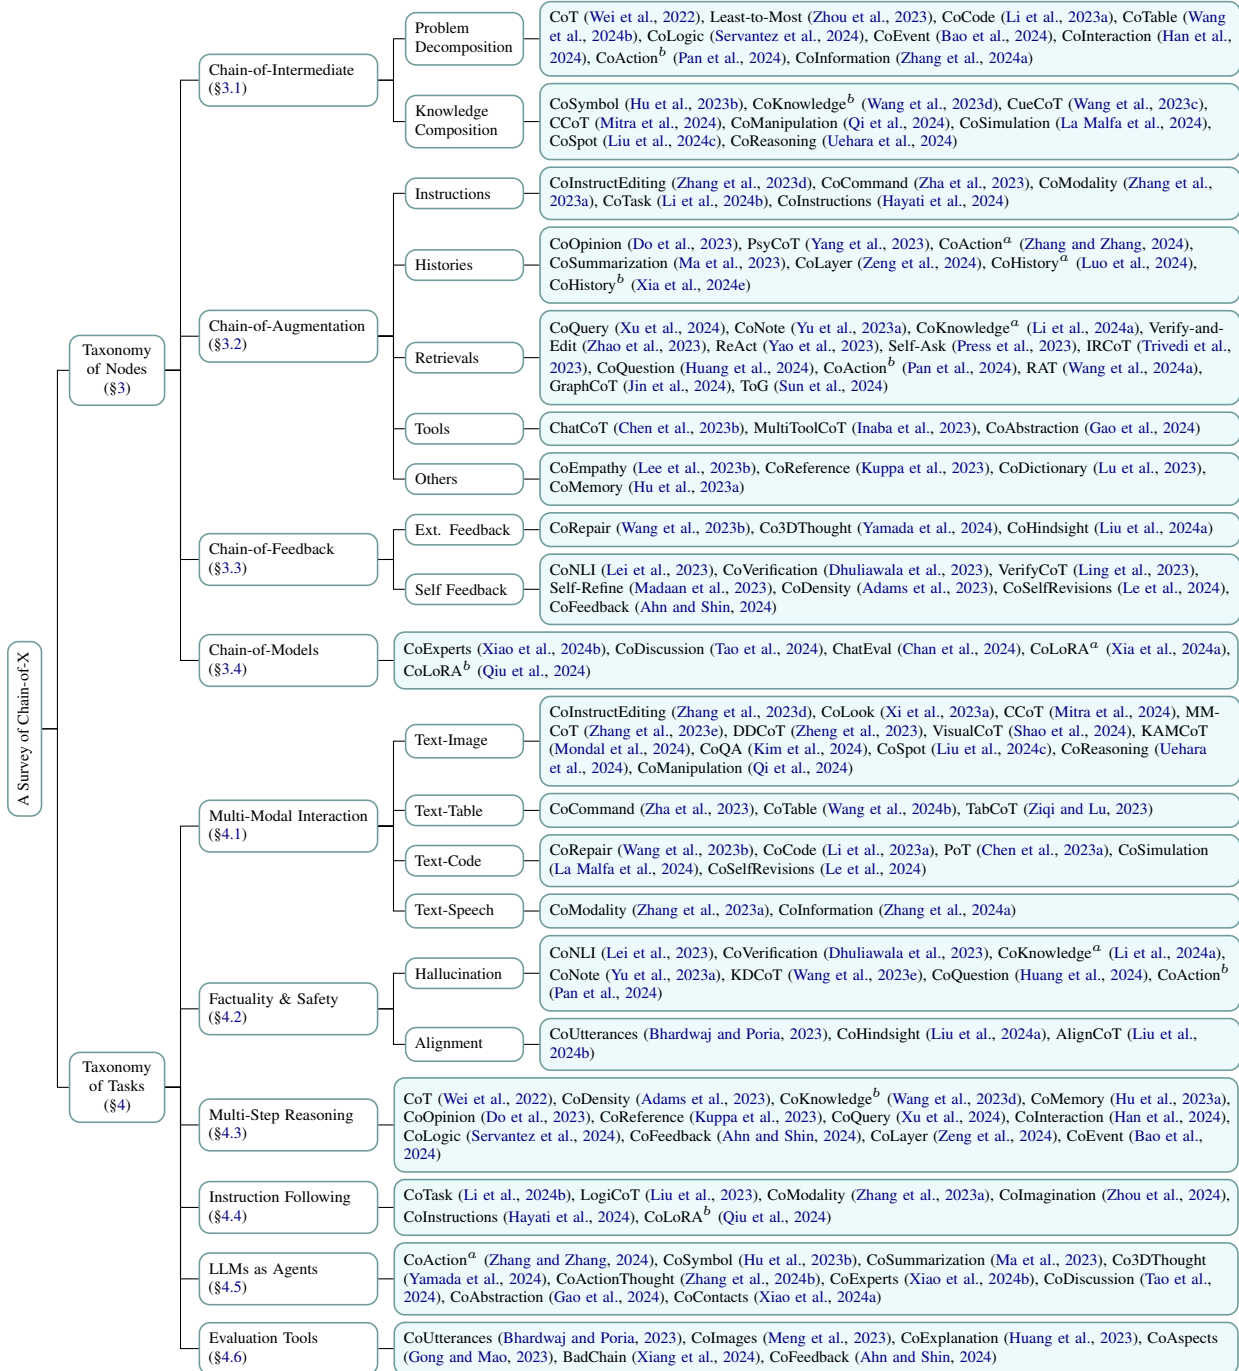 A Survey of Chain-of-X
Taxonomy
of Nodes
(§3)
Chain-of-Intermediate
(§3.1)
Problem
Decomposition
CoT (Wei et al., 2022), Least-to-Most (Zhou et al., 2023), CoCode (Li et al., 2023a), CoTable (Wang
et al., 2024b), CoLogic (Servantez et al., 2024), CoEvent (Bao et al., 2024), CoInteraction (Han et al.,
2024), CoAction^b (Pan et al., 2024), CoInformation (Zhang et al., 2024a)
Knowledge
Composition
CoSymbol (Hu et al., 2023b), CoKnowledge^b (Wang et al., 2023d), CueCoT (Wang et al., 2023c),
CCoT (Mitra et al., 2024), CoManipulation (Qi et al., 2024), CoSimulation (La Malfa et al., 2024),
CoSpot (Liu et al., 2024c), CoReasoning (Uehara et al., 2024)
Chain-of-Augmentation
(§3.2)
Instructions
CoInstructEditing (Zhang et al., 2023d), CoCommand (Zha et al., 2023), CoModality (Zhang et al.,
2023a), CoTask (Li et al., 2024b), CoInstructions (Hayati et al., 2024)
Histories
CoOpinion (Do et al., 2023), PsyCoT (Yang et al., 2023), CoAction^a (Zhang and Zhang, 2024),
CoSummarization (Ma et al., 2023), CoLayer (Zeng et al., 2024), CoHistory^a (Luo et al., 2024),
CoHistory^b (Xia et al., 2024e)
Retrievals
CoQuery (Xu et al., 2024), CoNote (Yu et al., 2023a), CoKnowledge^a (Li et al., 2024a), Verify-and-
Edit (Zhao et al., 2023), ReAct (Yao et al., 2023), Self-Ask (Press et al., 2023), IRCoT (Trivedi et al.,
2023), CoQuestion (Huang et al., 2024), CoAction^b (Pan et al., 2024), RAT (Wang et al., 2024a),
GraphCoT (Jin et al., 2024), ToG (Sun et al., 2024)
Tools
ChatCoT (Chen et al., 2023b), MultiToolCoT (Inaba et al., 2023), CoAbstraction (Gao et al., 2024)
Others
CoEmpathy (Lee et al., 2023b), CoReference (Kuppa et al., 2023), CoDictionary (Lu et al., 2023),
CoMemory (Hu et al., 2023a)
Chain-of-Feedback
(§3.3)
Ext. Feedback
CoRepair (Wang et al., 2023b), Co3DThought (Yamada et al., 2024), CoHindsight (Liu et al., 2024a)
Self Feedback
CoNLI (Lei et al., 2023), CoVerification (Dhuliawala et al., 2023), VerifyCoT (Ling et al., 2023),
Self-Refine (Madaan et al., 2023), CoDensity (Adams et al., 2023), CoSelfRevisions (Le et al., 2024),
CoFeedback (Ahn and Shin, 2024)
Chain-of-Models
(§3.4)
CoExperts (Xiao et al., 2024b), CoDiscussion (Tao et al., 2024), ChatEval (Chan et al., 2024), CoLoRA^a (Xia et al., 2024a),
CoLoRA^b (Qiu et al., 2024)
Taxonomy
of Tasks
(§4)
Multi-Modal Interaction
(§4.1)
Text-Image
CoInstructEditing (Zhang et al., 2023d), CoLook (Xi et al., 2023a), CCoT (Mitra et al., 2024), MM-
CoT (Zhang et al., 2023e), DDCoT (Zheng et al., 2023), VisualCoT (Shao et al., 2024), KAMCoT
(Mondal et al., 2024), CoQA (Kim et al., 2024), CoSpot (Liu et al., 2024c), CoReasoning (Uehara
et al., 2024), CoManipulation (Qi et al., 2024)
Text-Table
CoCommand (Zha et al., 2023), CoTable (Wang et al., 2024b), TabCoT (Ziqi and Lu, 2023)
Text-Code
CoRepair (Wang et al., 2023b), CoCode (Li et al., 2023a), PoT (Chen et al., 2023a), CoSimulation
(La Malfa et al., 2024), CoSelfRevisions (Le et al., 2024)
Text-Speech
CoModality (Zhang et al., 2023a), CoInformation (Zhang et al., 2024a)
Factuality & Safety
(§4.2)
Hallucination
CoNLI (Lei et al., 2023), CoVerification (Dhuliawala et al., 2023), CoKnowledge^a (Li et al., 2024a),
CoNote (Yu et al., 2023a), KDCoT (Wang et al., 2023e), CoQuestion (Huang et al., 2024), CoAction^b
(Pan et al., 2024)
Alignment
CoUtterances (Bhardwaj and Poria, 2023), CoHindsight (Liu et al., 2024a), AlignCoT (Liu et al.,
2024b)
Multi-Step Reasoning
(§4.3)
CoT (Wei et al., 2022), CoDensity (Adams et al., 2023), CoKnowledge^b (Wang et al., 2023d), CoMemory (Hu et al., 2023a),
CoOpinion (Do et al., 2023), CoReference (Kuppa et al., 2023), CoQuery (Xu et al., 2024), CoInteraction (Han et al., 2024),
CoLogic (Servantez et al., 2024), CoFeedback (Ahn and Shin, 2024), CoLayer (Zeng et al., 2024), CoEvent (Bao et al.,
2024)
Instruction Following
(§4.4)
CoTask (Li et al., 2024b), LogiCoT (Liu et al., 2023), CoModality (Zhang et al., 2023a), CoImagination (Zhou et al., 2024),
CoInstructions (Hayati et al., 2024), CoLoRA^b (Qiu et al., 2024)
LLMs as Agents
(§4.5)
CoAction^a (Zhang and Zhang, 2024), CoSymbol (Hu et al., 2023b), CoSummarization (Ma et al., 2023), Co3DThought
(Yamada et al., 2024), CoActionThought (Zhang et al., 2024b), CoExperts (Xiao et al., 2024b), CoDiscussion (Tao et al.,
2024), CoAbstraction (Gao et al., 2024), CoContacts (Xiao et al., 2024a)
Evaluation Tools
(§4.6)
CoUtterances (Bhardwaj and Poria, 2023), CoImages (Meng et al., 2023), CoExplanation (Huang et al., 2023), CoAspects
(Gong and Mao, 2023), BadChain (Xiang et al., 2024), CoFeedback (Ahn and Shin, 2024)